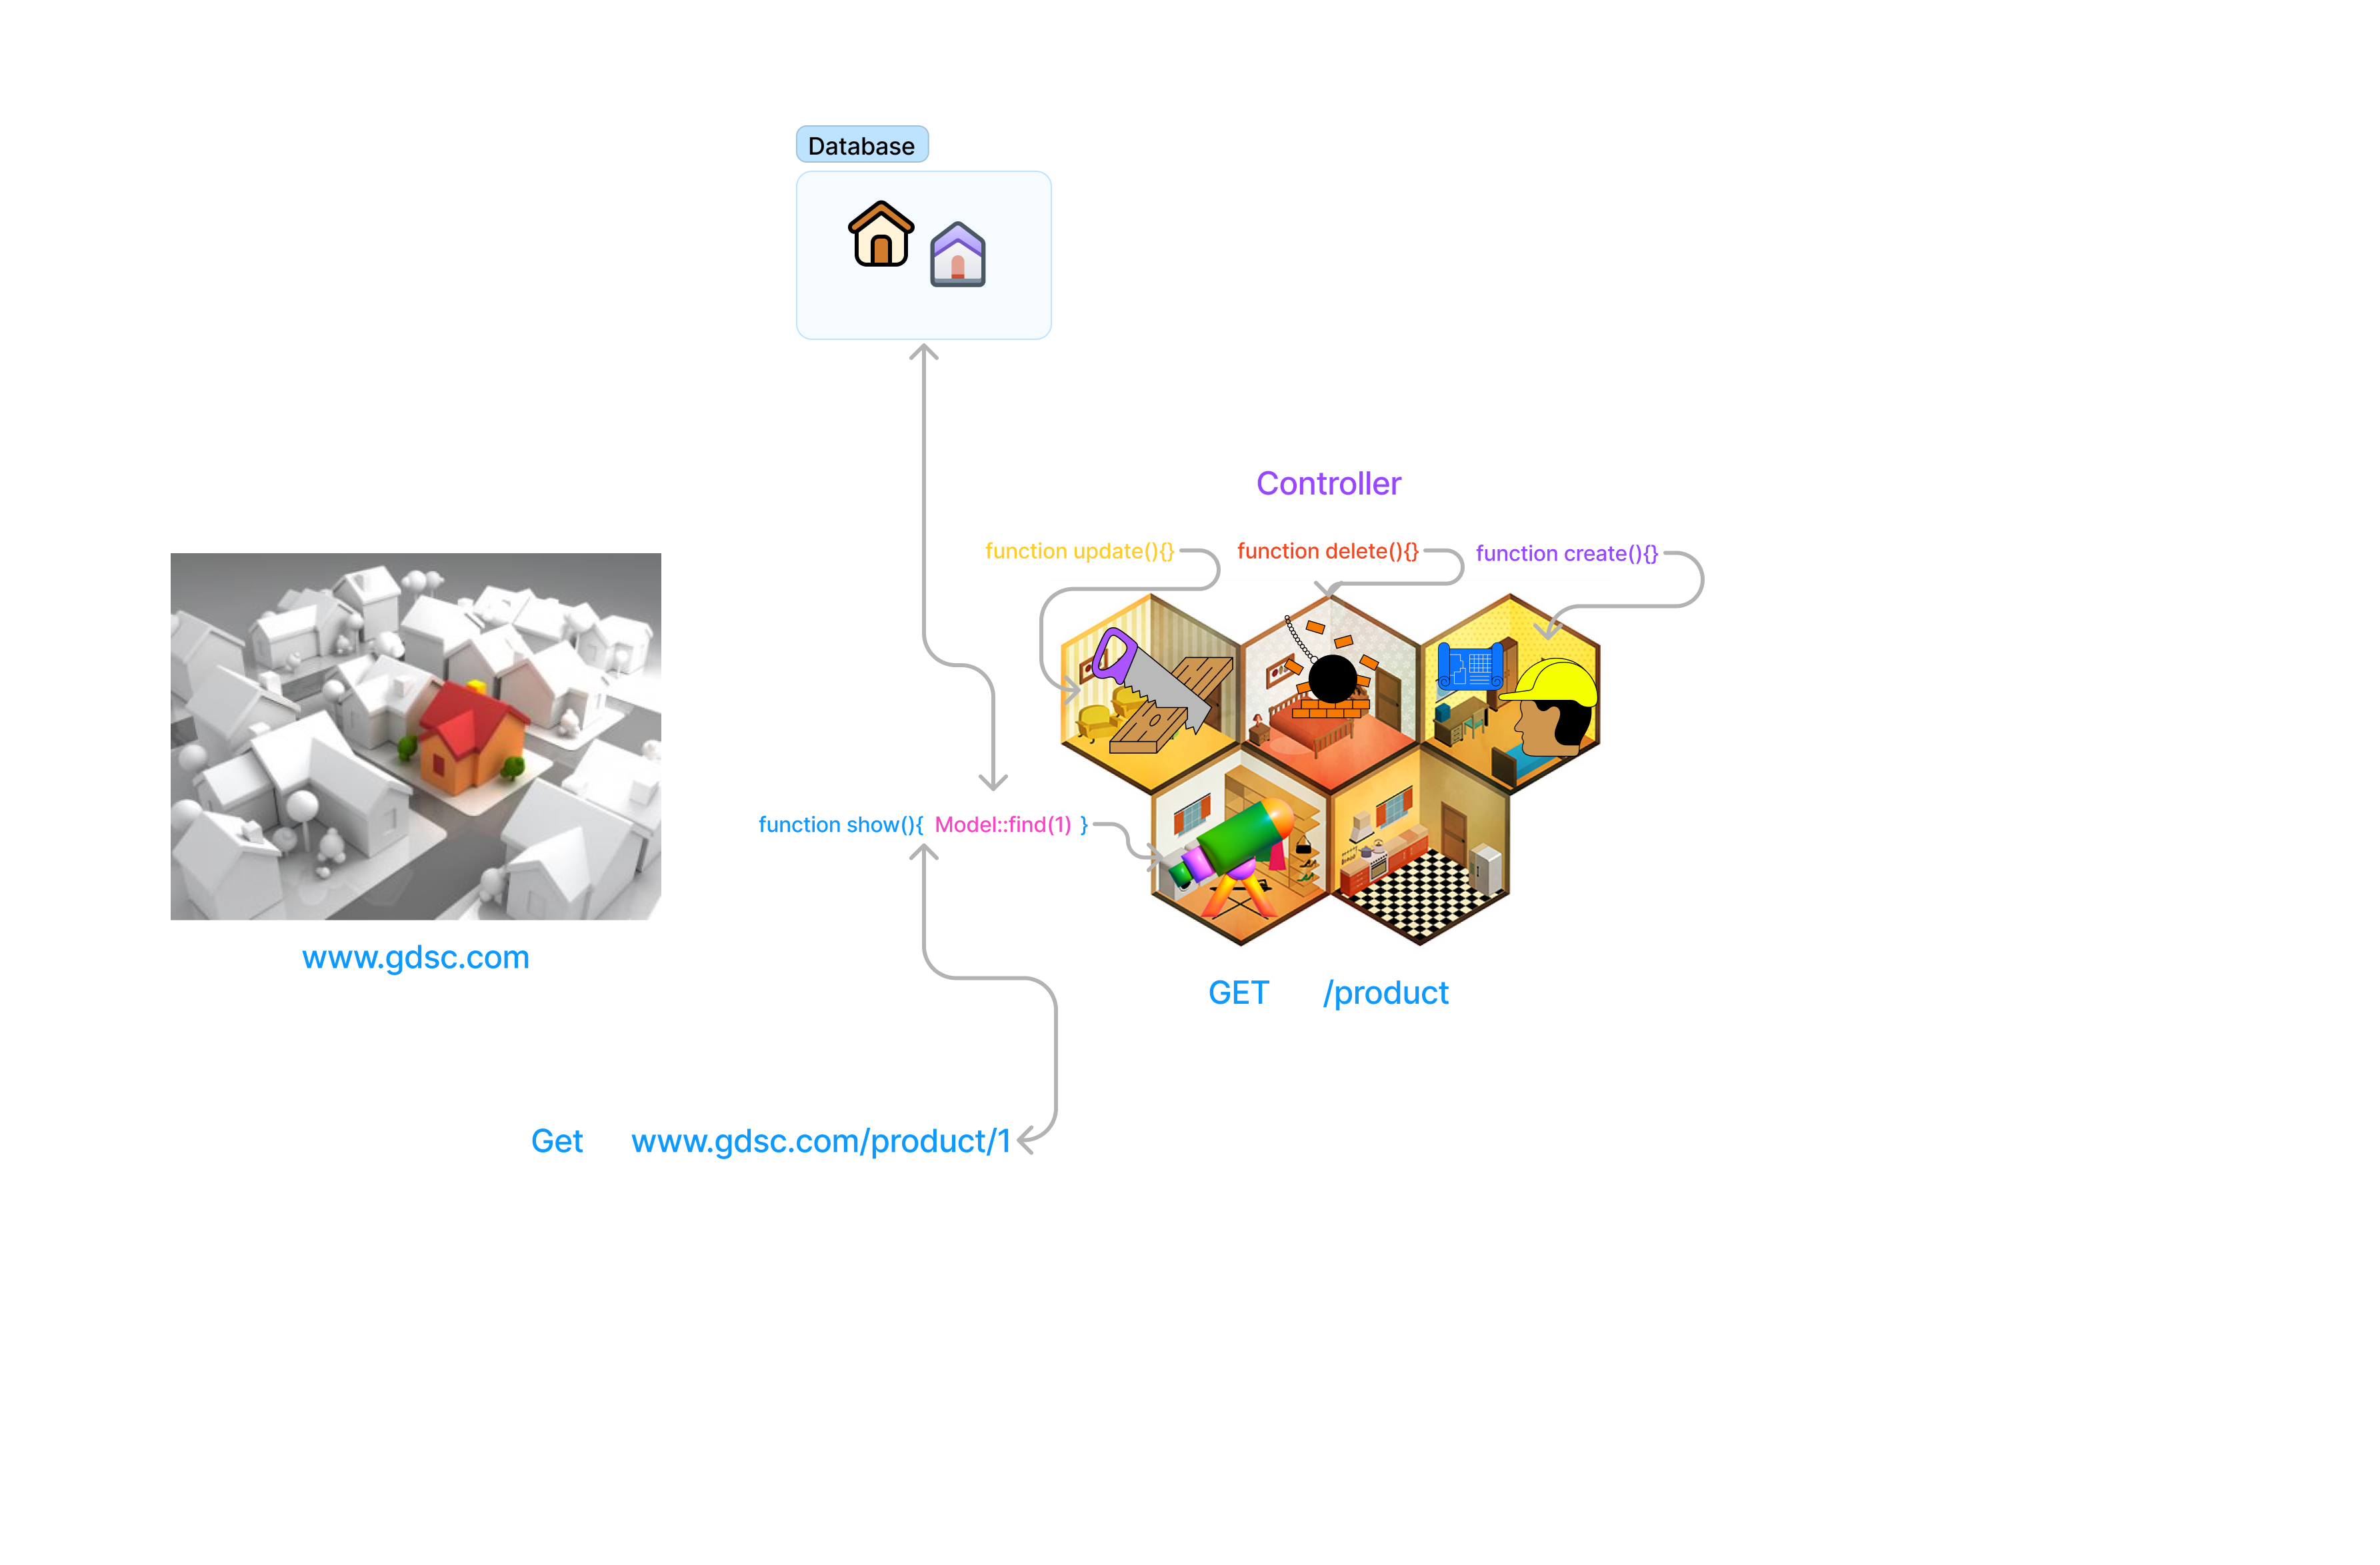 Database
Controller
function update(){}
function delete(){}
function create(){}
function show(){ Model::find(1) }
www.gdsc.com
GET /product
Get www.gdsc.com/product/1